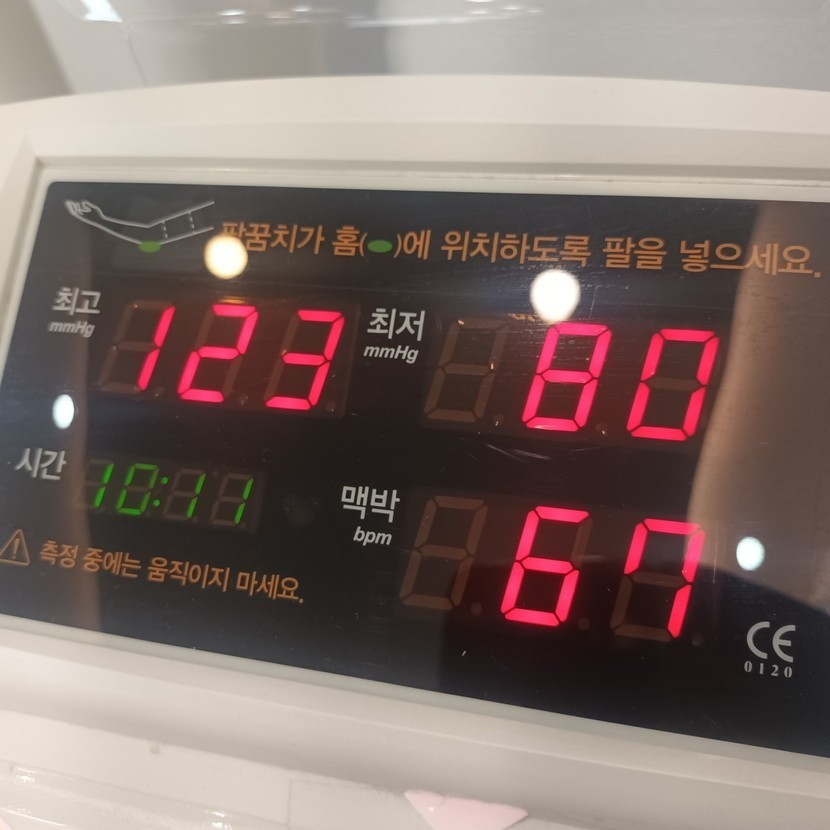 팔꿈치가 홈( )에 위치하도록 팔을 넣으세요.
최고 123
mmHg
최저 80
mmHg
시간 10:11
맥박 67
bpm
측정 중에는 움직이지 마세요.
CE
0120